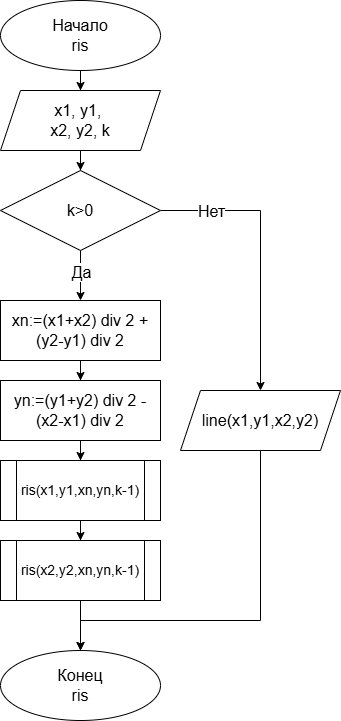 Начало
ris
x1, y1,
x2, y2, k
k>0
Нет
Да
xn:=(x1+x2) div 2 +
(y2-y1) div 2
yn:=(y1+y2) div 2 -
(x2-x1) div 2
line(x1,y1,x2,y2)
ris(x1,y1,xn,yn,k-1)
ris(x2,y2,xn,yn,k-1)
Конец
ris